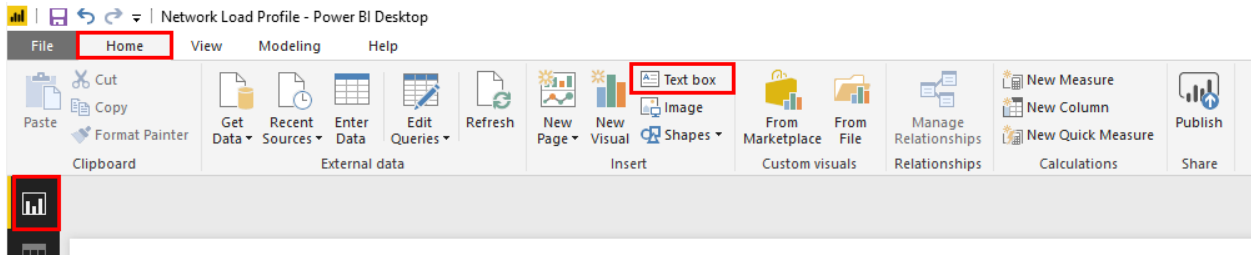 Network Load Profile - Power BI Desktop
File Home View Modeling Help
Paste
Cut
Copy
Format Painter
Clipboard
Get Data
Recent Sources
Enter Data
Edit Queries
Refresh
External data
New Page
New Visual
Text box
Image
Shapes
Insert
From Marketplace
From File
Custom visuals
Manage Relationships
Relationships
New Measure
New Column
New Quick Measure
Calculations
Publish
Share